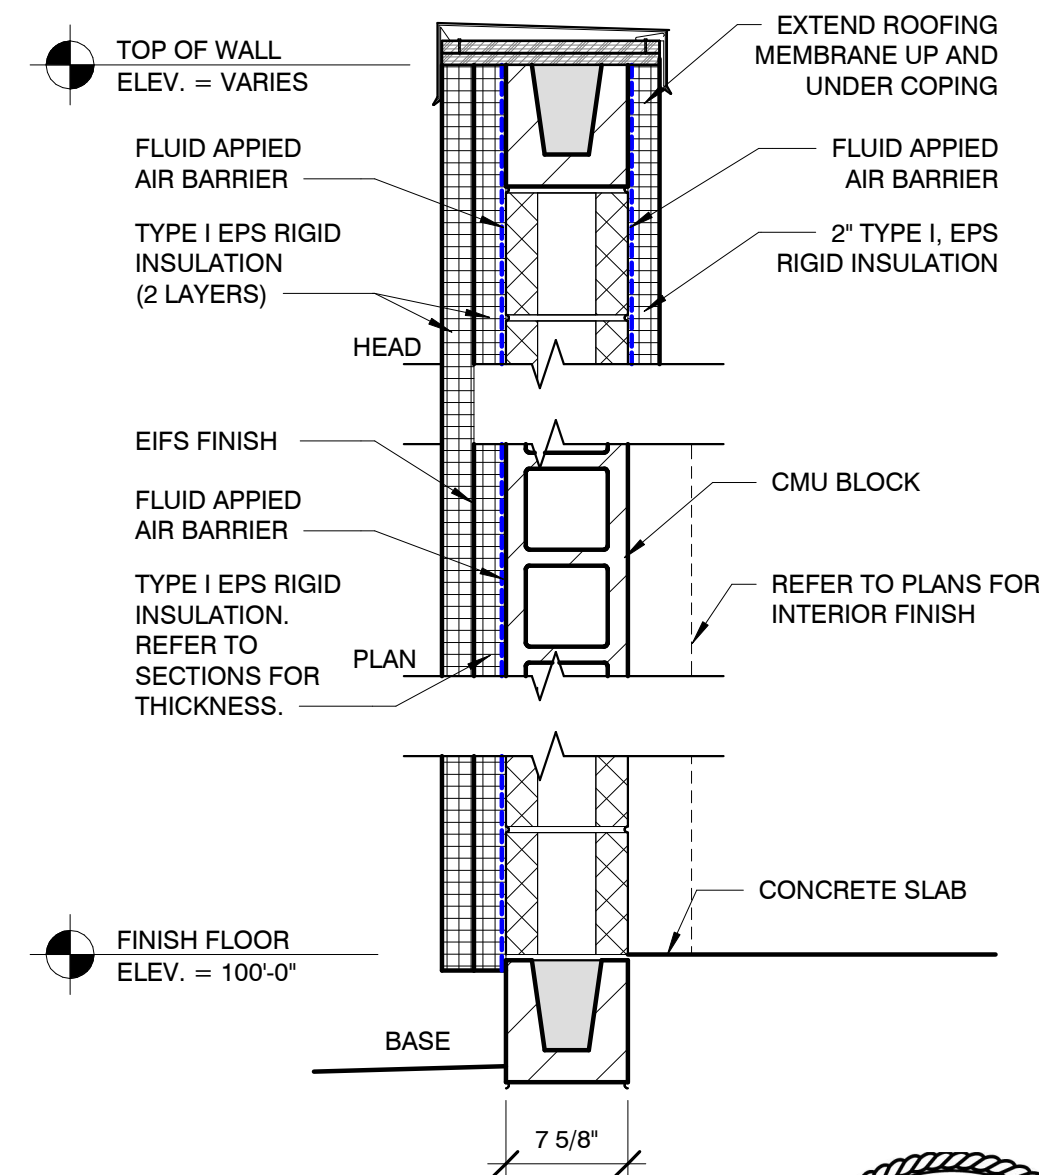 TOP OF WALL
ELEV. = VARIES
EXTEND ROOFING
MEMBRANE UP AND
UNDER COPING
FLUID APPIED
AIR BARRIER
FLUID APPIED
AIR BARRIER
TYPE I EPS RIGID
INSULATION
(2 LAYERS)
2" TYPE I, EPS
RIGID INSULATION
HEAD
EIFS FINISH
CMU BLOCK
FLUID APPIED
AIR BARRIER
TYPE I EPS RIGID
INSULATION.
REFER TO
SECTIONS FOR
THICKNESS.
REFER TO PLANS FOR
INTERIOR FINISH
PLAN
CONCRETE SLAB
FINISH FLOOR
ELEV. = 100'-0"
BASE
7 5/8"